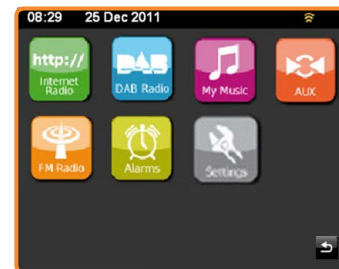 08:29 25 Dec 2011
http://
Internet
Radio
DAB
DAB Radio
My Music
AUX
FM Radio
Alarms
Settings